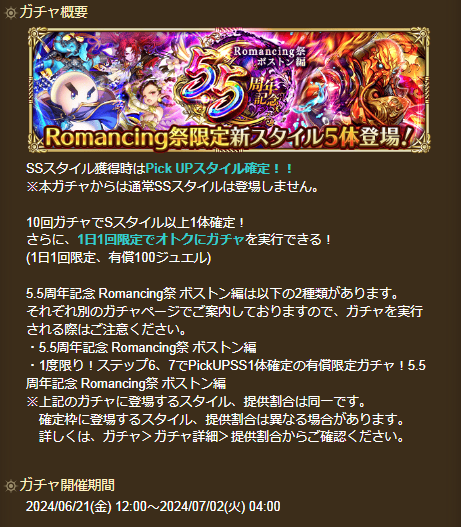 ガチャ概要
Romancing祭
ボストン編
5.5
周年
記念
Romancing祭限定新スタイル5体登場!
SSスタイル獲得時はPick UPスタイル確定!!
※本ガチャからは通常SSスタイルは登場しません。
10回ガチャでSスタイル以上1体確定!
さらに、1日1回限定でオトクにガチャを実行できる!
(1日1回限定、有償100ジュエル)
5.5周年記念 Romancing祭 ボストン編は以下の2種類があります。
それぞれ別のガチャページでご案内しておりますので、ガチャを実行
される際はご注意ください。
・5.5周年記念 Romancing祭 ボストン編
・1度限り!ステップ6、7でPickUPSS1体確定の有償限定ガチャ!5.5
周年記念 Romancing祭 ボストン編
※上記のガチャに登場するスタイル、提供割合は同一です。
確定枠に登場するスタイル、提供割合は異なる場合があります。
詳しくは、ガチャ>ガチャ詳細>提供割合からご確認ください。
ガチャ開催期間
2024/06/21(金) 12:00~2024/07/02(火) 04:00